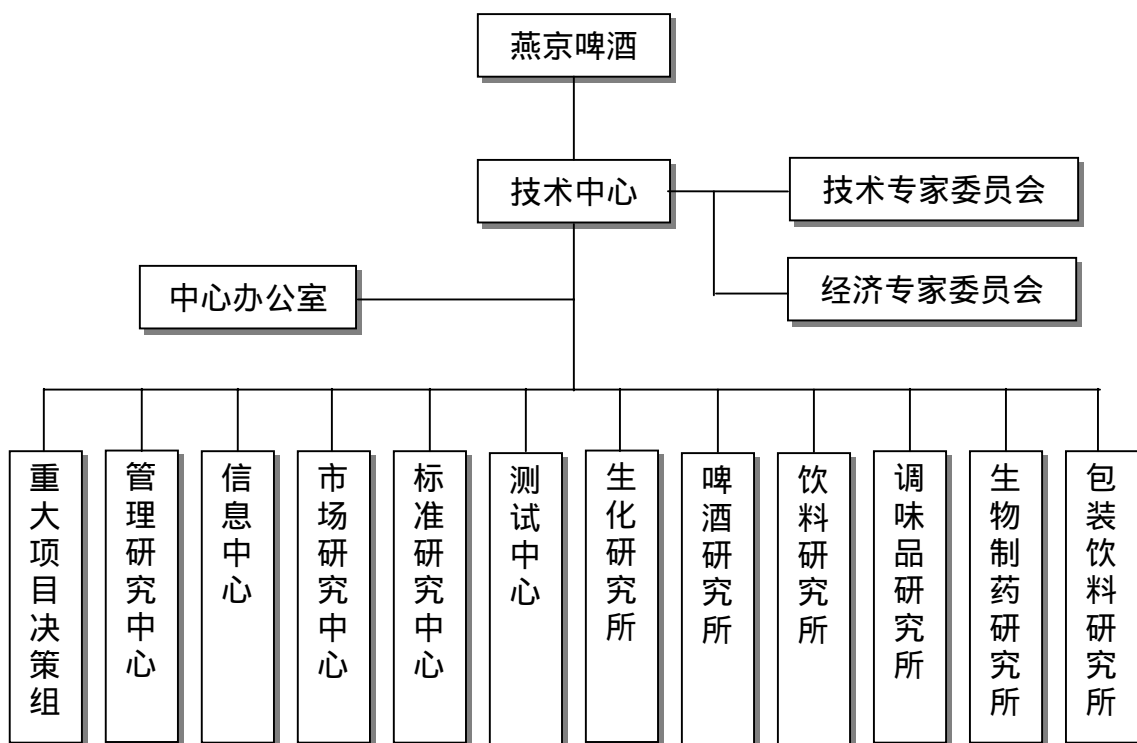 燕京啤酒
技术中心
技术专家委员会
中心办公室
经济专家委员会
重大项目决策组
管理研究中心
信息中心
市场研究中心
标准研究中心
测试中心
生化研究所
啤酒研究所
饮料研究所
调味品研究所
生物制药研究所
包装饮料研究所